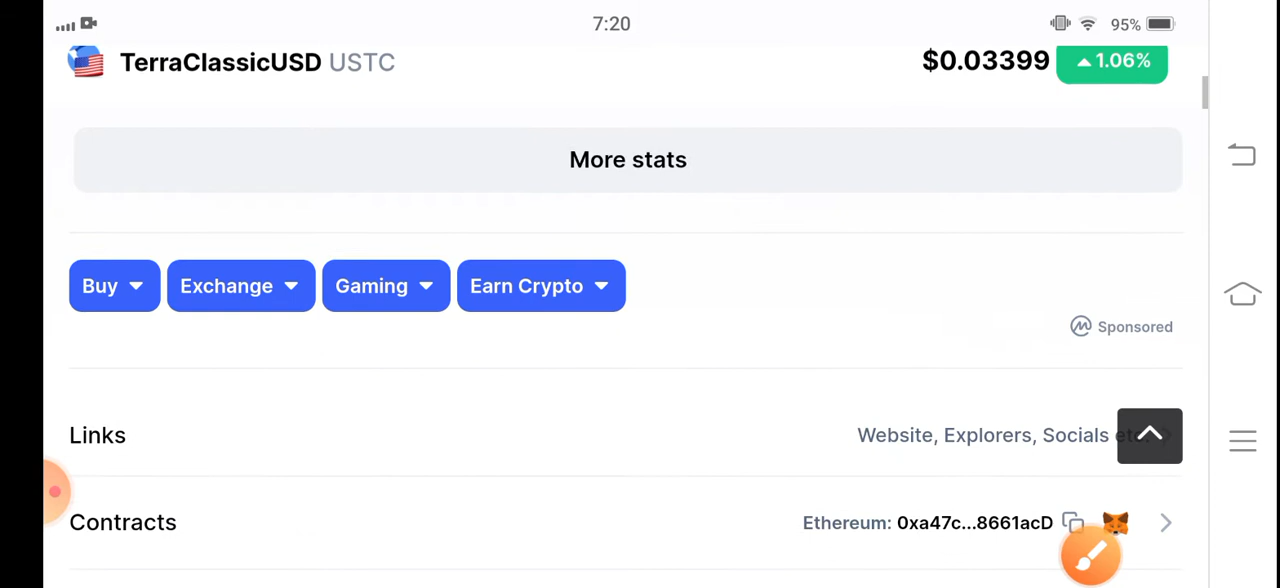 7:20
95%
TerraClassicUSD USTC
$0.03399 1.06%
More stats
Buy Exchange Gaming Earn Crypto
Sponsored
Links Website, Explorers, Socials etc.
Contracts Ethereum: 0xa47c...8661acD